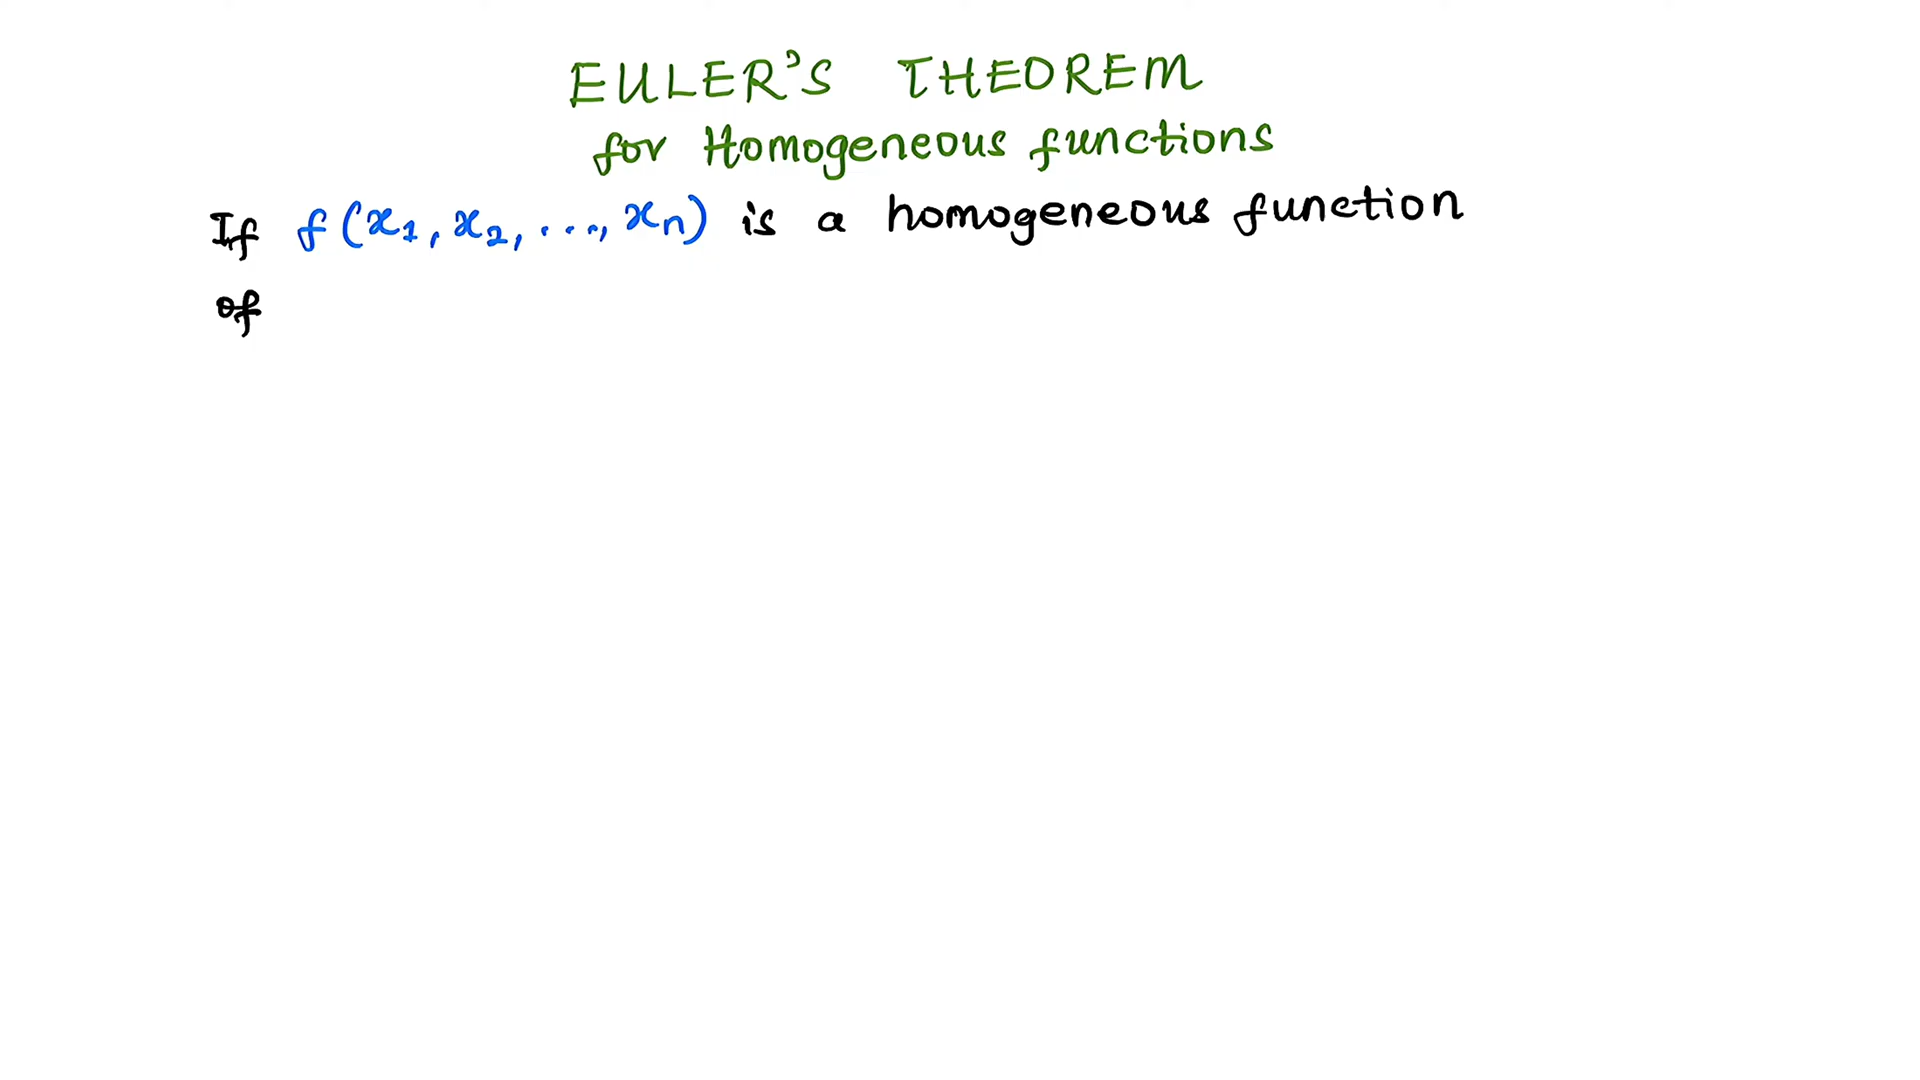 EULER'S THEOREM
for Homogeneous functions
If f(x₁, x₂, ..., xₙ) is a homogeneous function
of